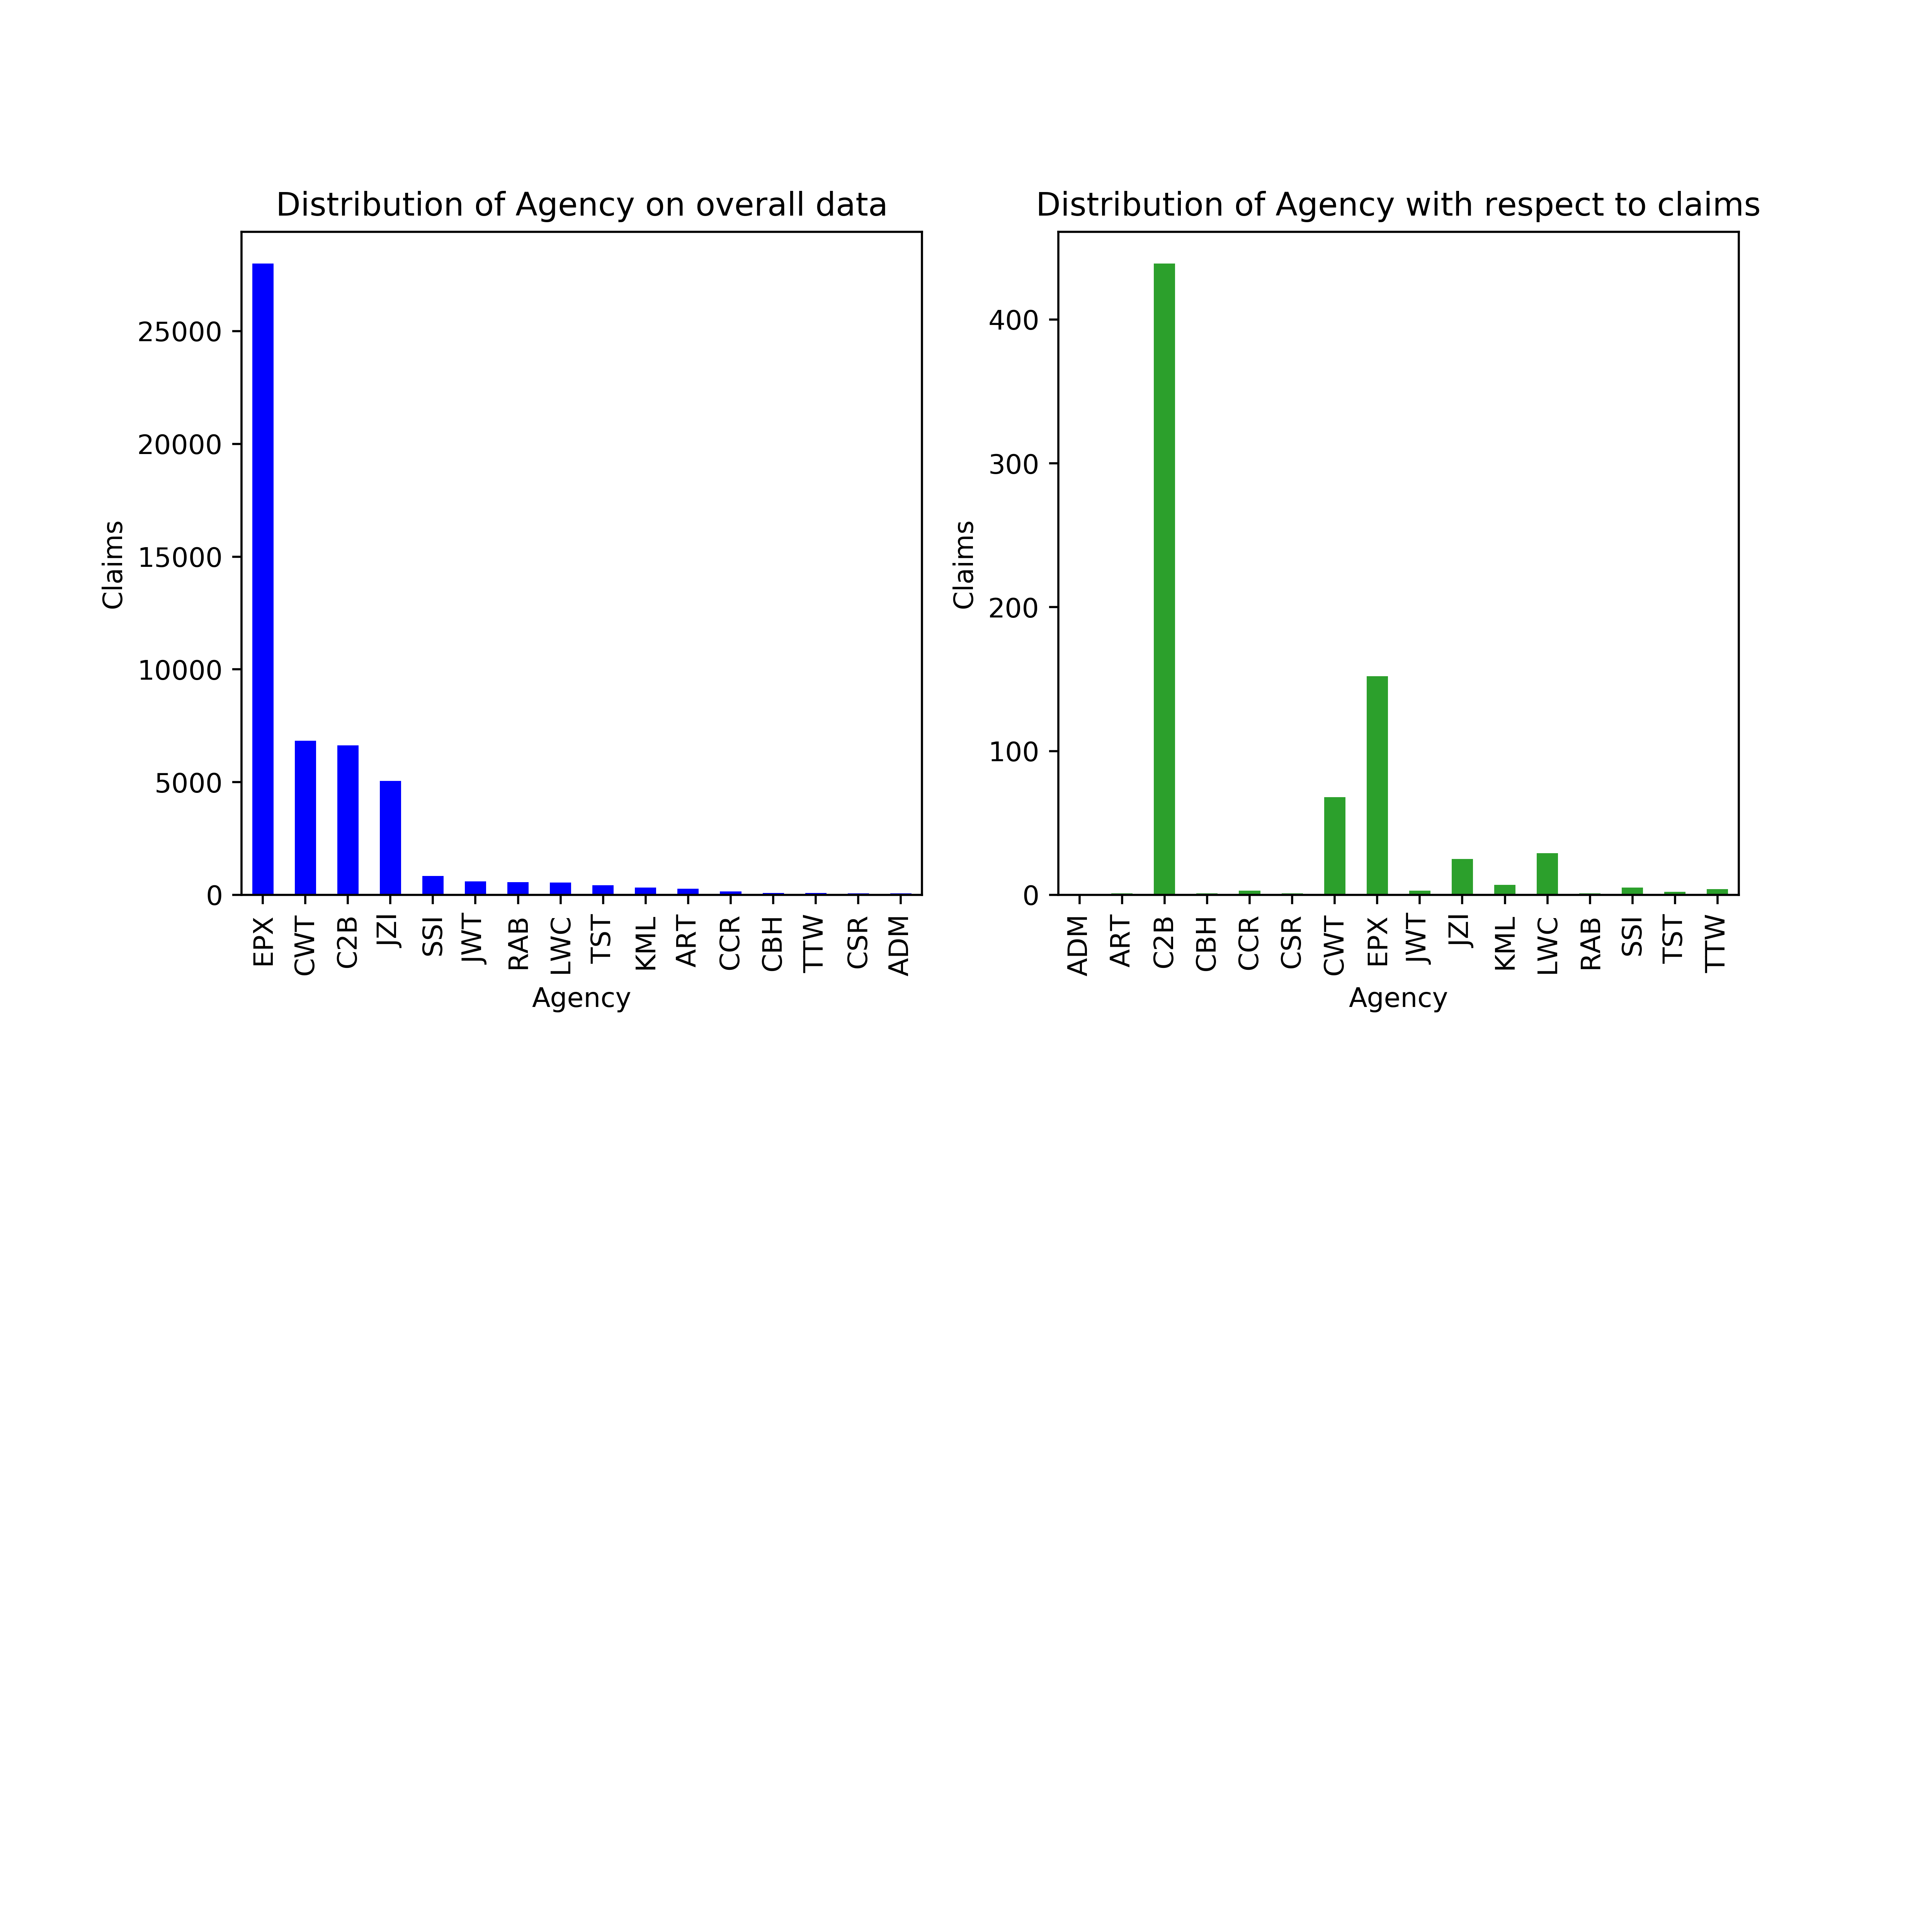 Distribution of Agency on overall data
Claims
25000
20000
15000
10000
5000
0
EPX CWT C2B JZI SSI JWT RAB LWC TST KML ART CCR CBH TTW CSR ADM
Agency
Distribution of Agency with respect to claims
Claims
400
300
200
100
0
ADM ART C2B CBH CCR CSR CWT EPX JWT JZI KML LWC RAB SSI TST TTW
Agency